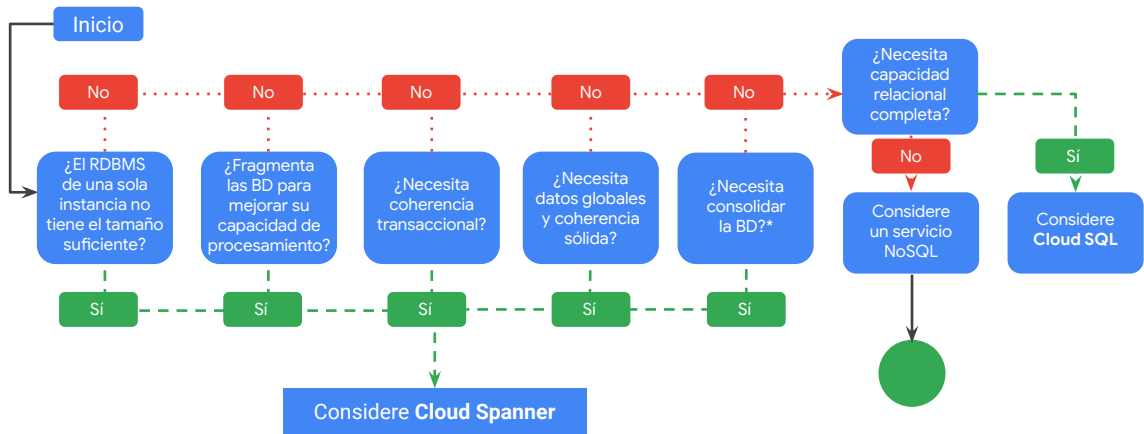 Inicio
No
No
No
No
No
¿Necesita
capacidad
relacional
completa?
¿El RDBMS
de una sola
instancia no
tiene el tamaño
suficiente?
¿Fragmenta
las BD para
mejorar su
capacidad de
procesamiento?
¿Necesita
coherencia
transaccional?
¿Necesita
datos globales
y coherencia
sólida?
¿Necesita
consolidar
la BD?*
No
Sí
Considere
un servicio
NoSQL
Considere
Cloud SQL
Sí
Sí
Sí
Sí
Sí
Considere Cloud Spanner